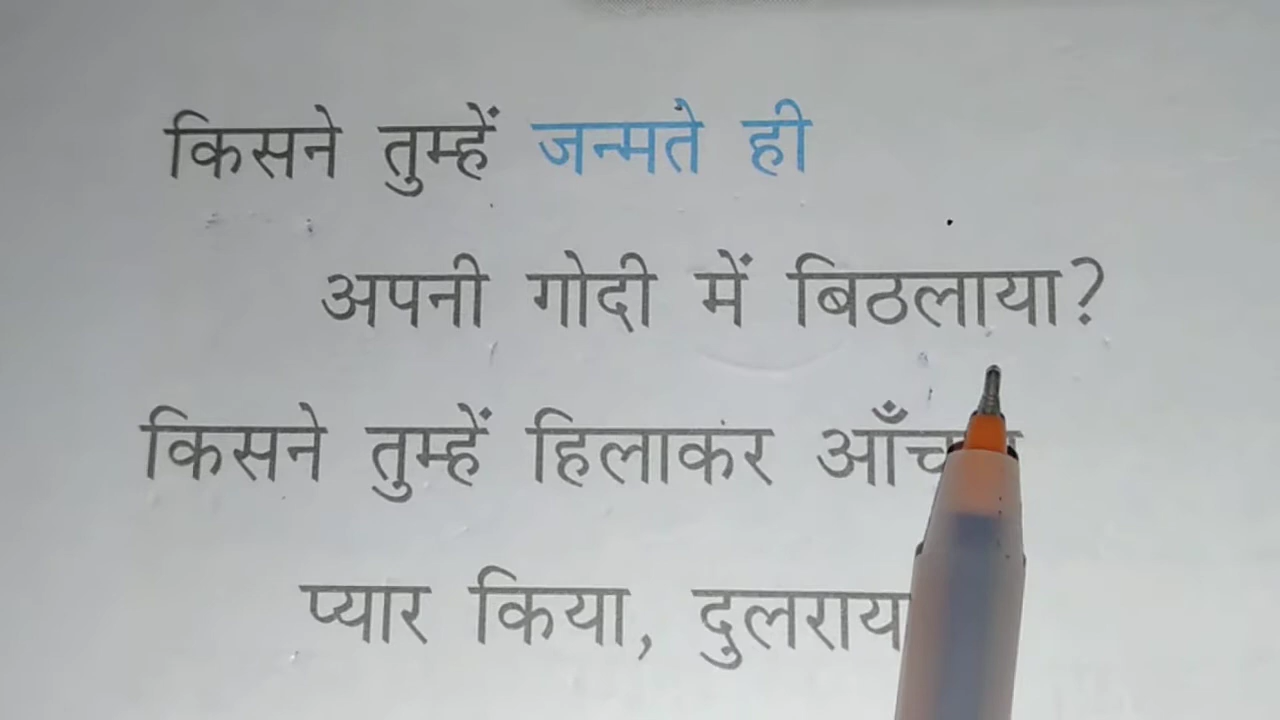 किसने तुम्हें जन्मते ही
अपनी गोदी में बिठलाया?
किसने तुम्हें हिलाकर
प्यार किया,